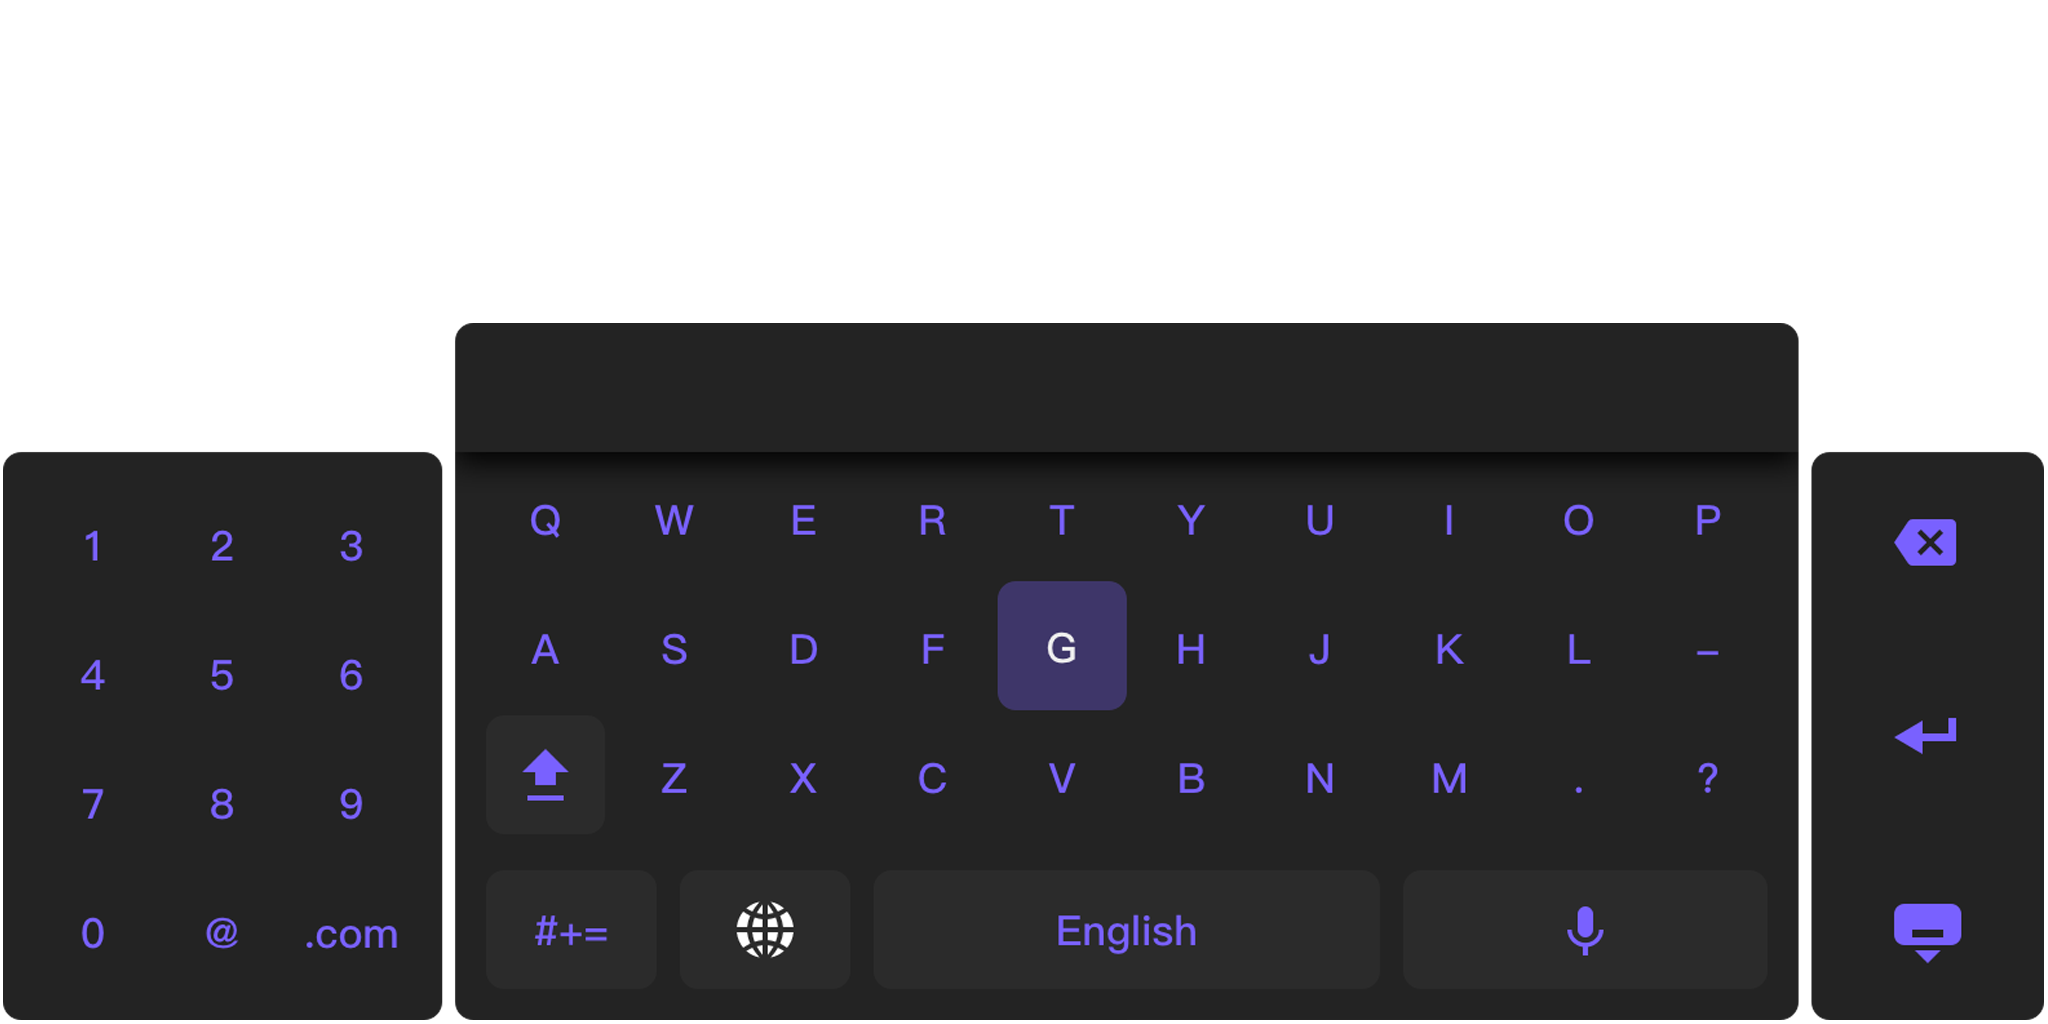 1 2 3
4 5 6
7 8 9
0 @ .com
Q W E R T Y U I O P
A S D F G H J K L –
Z X C V B N M . ?
#+= English